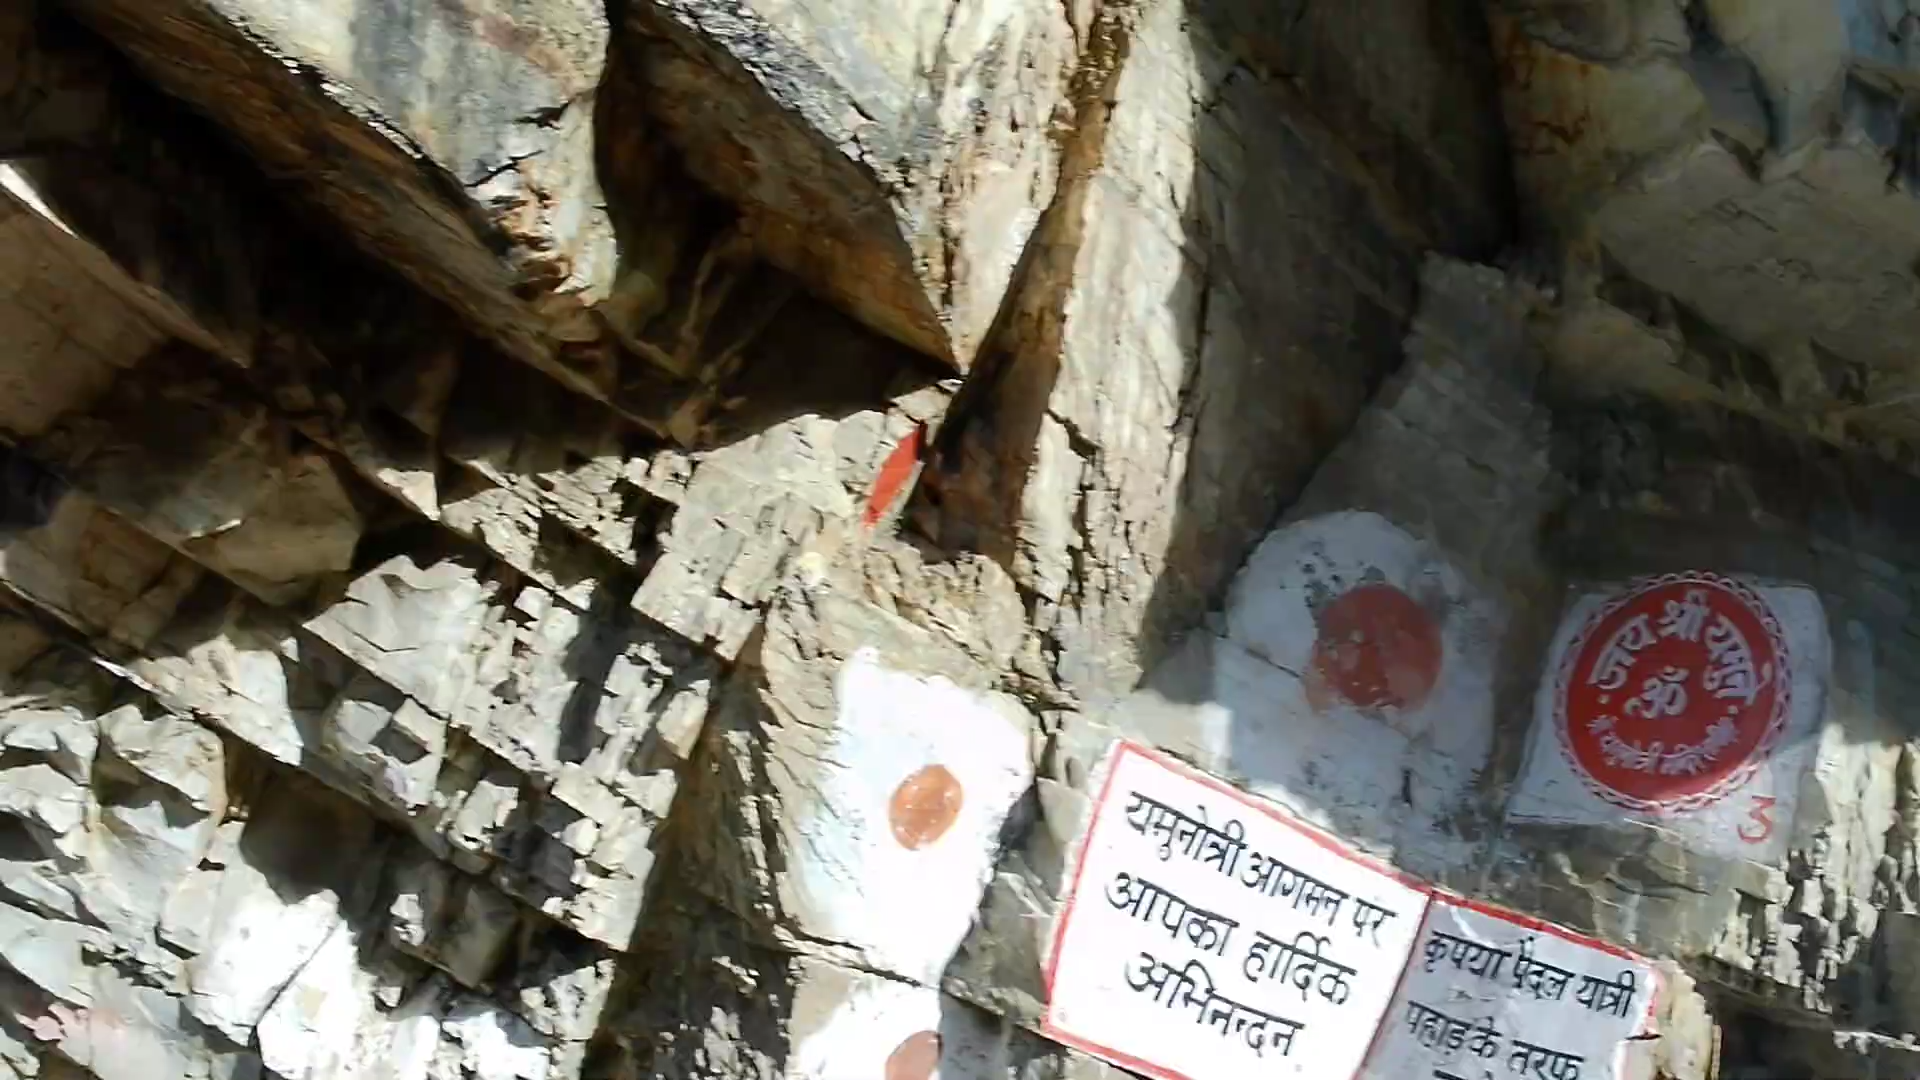 जय श्री यमुने
ॐ
3
यमुनोत्री आगमन पर
आपका हार्दिक
अभिनन्दन
कृपया पैदल यात्री
पहाड़ के तरफ